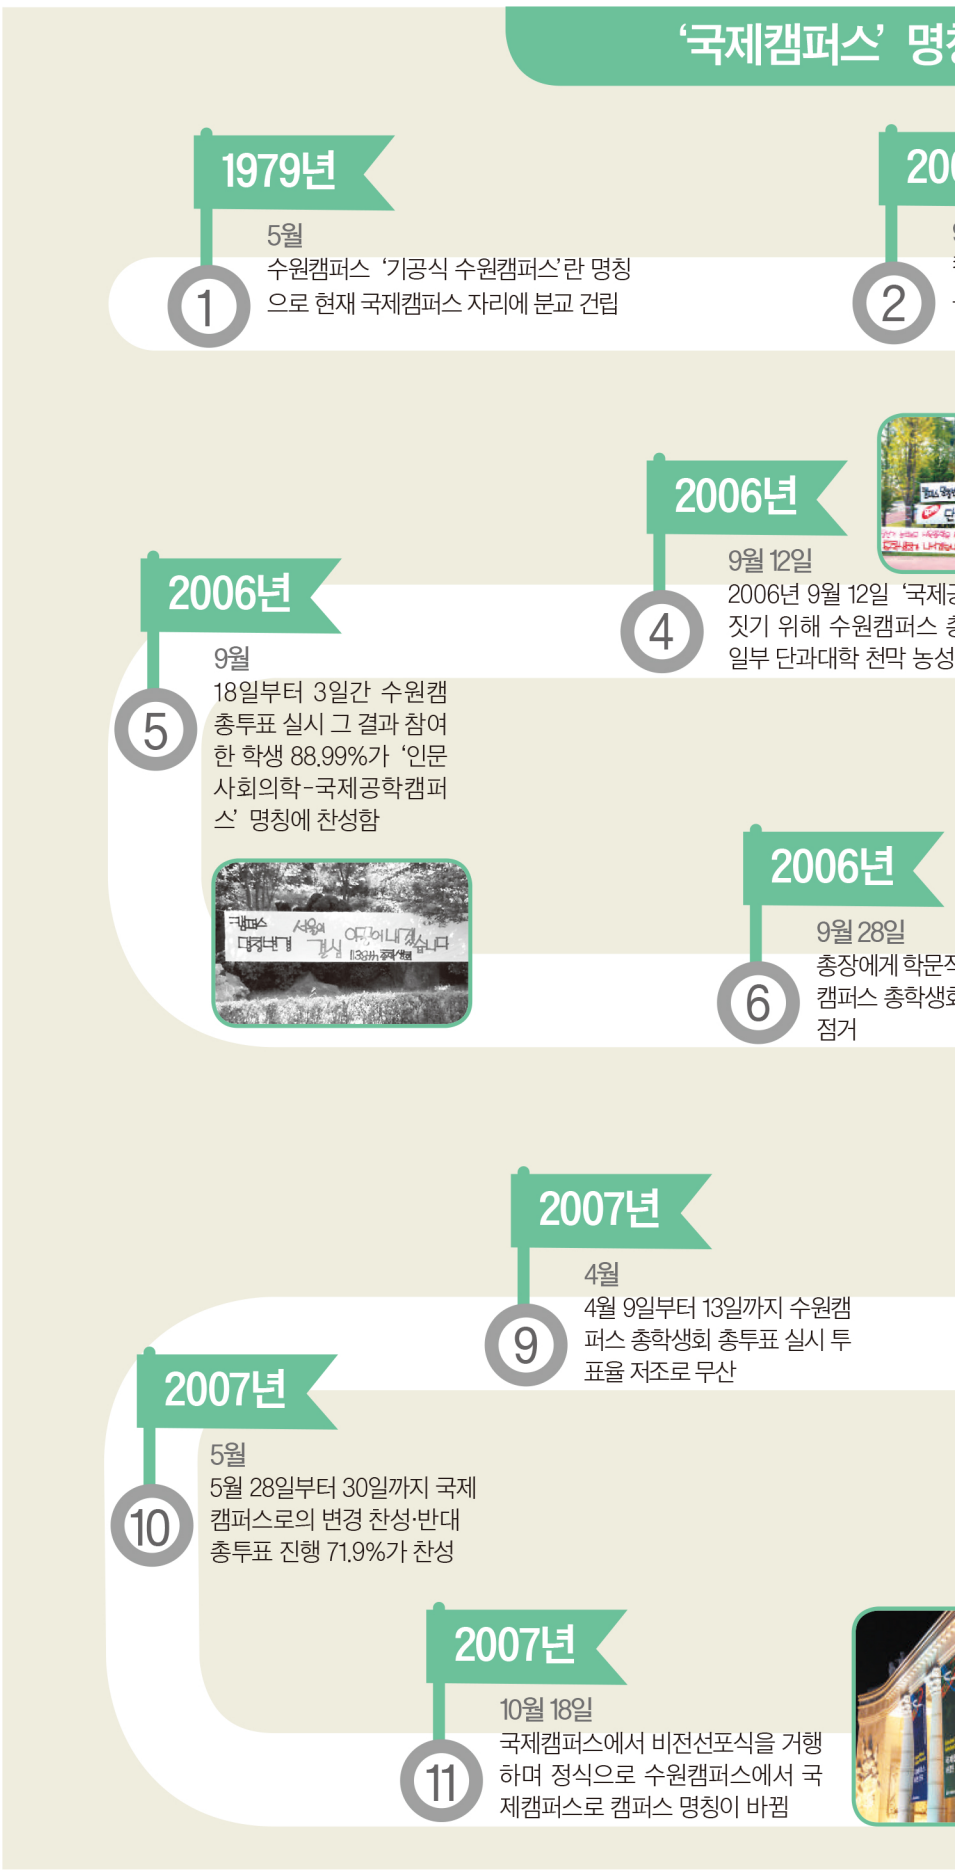 ‘국제캠퍼스’
1979년
5월
수원캠퍼스 ‘기공식 수원캠퍼스’란 명칭
으로 현재 국제캠퍼스 자리에 분교 건립
1
2
2006년
9월 12일
2006년 9월 12일 ‘국제공
짓기 위해 수원캠퍼스 총
일부 단과대학 천막 농성
4
2006년
9월
18일부터 3일간 수원캠
총투표 실시 그 결과 참여
한 학생 88.99%가 ‘인문
사회의학-국제공학캠퍼
스’ 명칭에 찬성함
5
캠퍼스 서울의
명칭변경 결심
2006년
9월 28일
총장에게 학문적
캠퍼스 총학생회
점거
6
2007년
4월
4월 9일부터 13일까지 수원캠
퍼스 총학생회 총투표 실시 투
표율 저조로 무산
9
2007년
5월
5월 28일부터 30일까지 국제
캠퍼스로의 변경 찬성·반대
총투표 진행 71.9%가 찬성
10
2007년
10월 18일
국제캠퍼스에서 비전선포식을 거행
하며 정식으로 수원캠퍼스에서 국
제캠퍼스로 캠퍼스 명칭이 바뀜
11